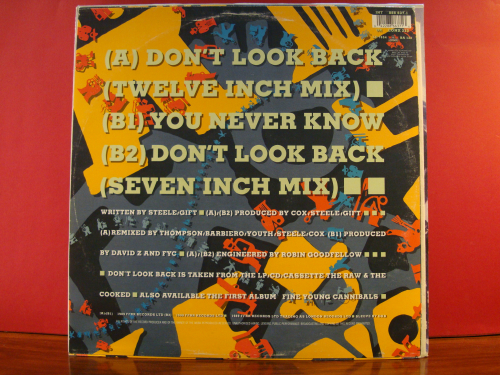 (A) DON'T LOOK BACK
(TWELVE INCH MIX) ■
(B1) YOU NEVER KNOW
(B2) DON'T LOOK BACK
(SEVEN INCH MIX) ■ ■
WRITTEN BY STEELE/GIFT ■ (A)/(B2) PRODUCED BY COX/STEELE/GIFT ■ ■ ■
(A) REMIXED BY THOMPSON/BARBIERO/YOUTH/STEELE/COX (B1) PRODUCED
BY DAVID Z AND FYC ■ (A)/(B2) ENGINEERED BY ROBIN GOODFELLOW ■ ■ ■
■ DON'T LOOK BACK IS TAKEN FROM THE LP/CD/CASSETTE THE RAW & THE
COOKED ■ ALSO AVAILABLE THE FIRST ALBUM FINE YOUNG CANNIBALS ■